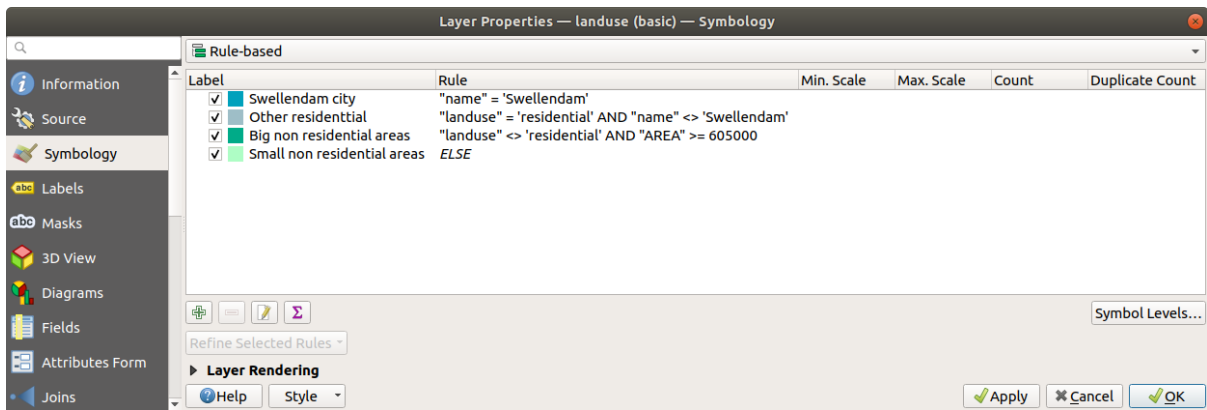 Layer Properties — landuse (basic) — Symbology
Rule-based
Information
Source
Symbology
Labels
Masks
3D View
Diagrams
Fields
Attributes Form
Joins
Label Rule Min. Scale Max. Scale Count Duplicate Count
Swellendam city "name" = 'Swellendam'
Other residenttial "landuse" = 'residential' AND "name" <> 'Swellendam'
Big non residential areas "landuse" <> 'residential' AND "AREA" >= 605000
Small non residential areas ELSE
Symbol Levels...
Refine Selected Rules
Layer Rendering
Help Style Apply Cancel OK